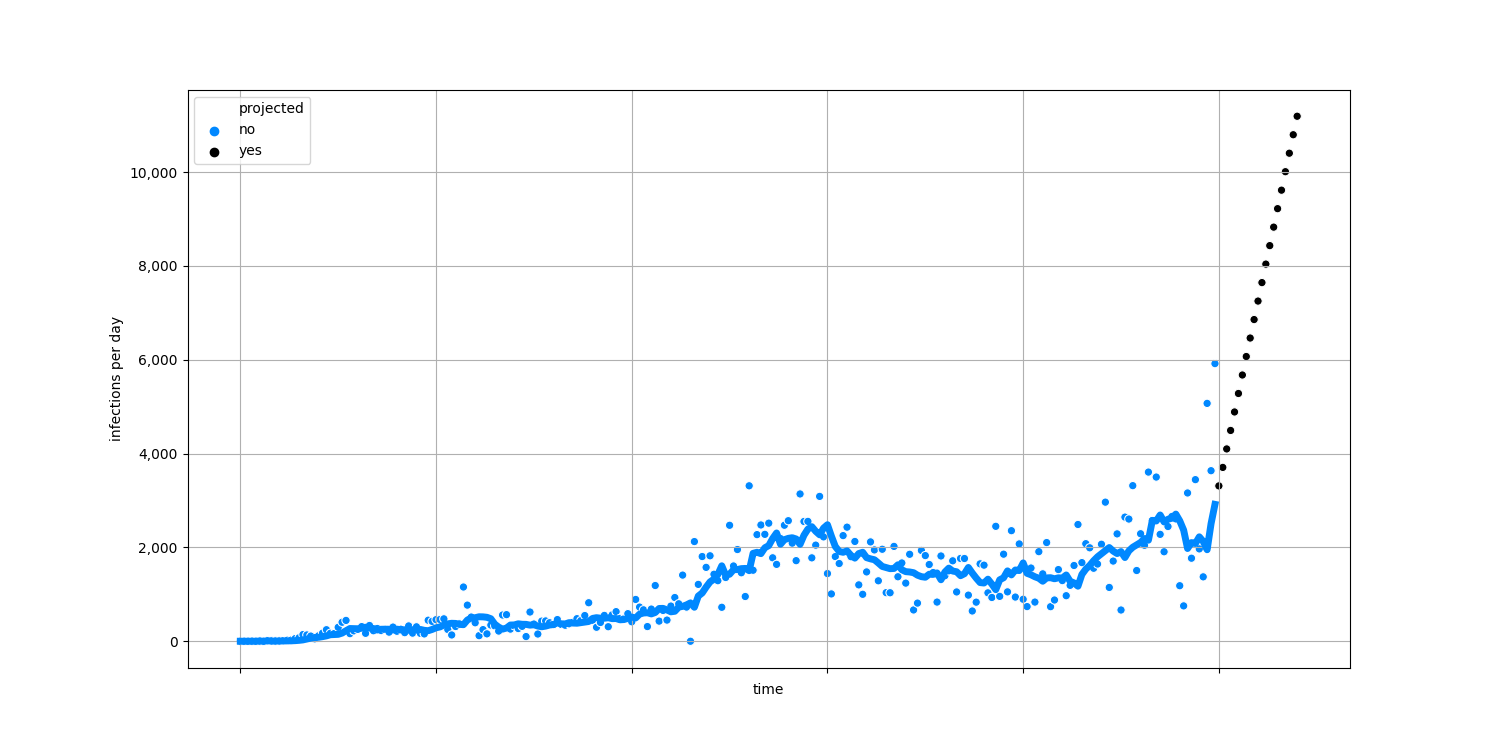 projected
no
yes
10,000
8,000
6,000
4,000
2,000
0
infections per day
time